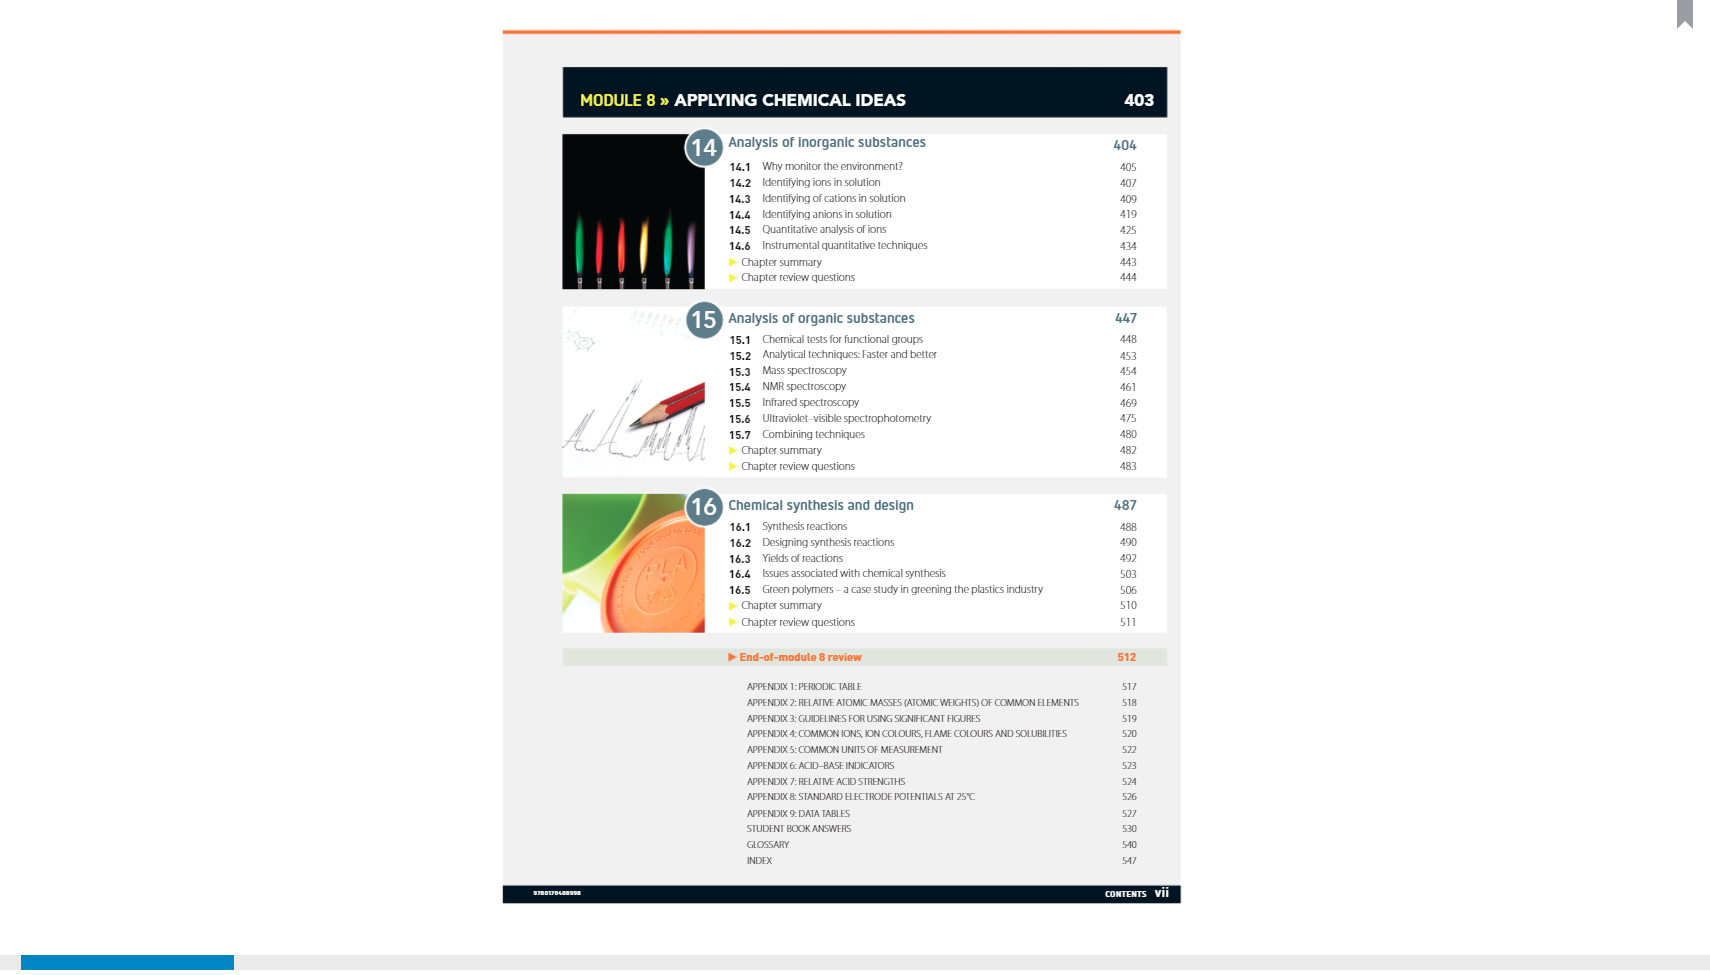 MODULE 8 » APPLYING CHEMICAL IDEAS 403
14 Analysis of inorganic substances 404
14.1 Why monitor the environment? 405
14.2 Identifying ions in solution 407
14.3 Identifying of cations in solution 409
14.4 Identifying anions in solution 419
14.5 Quantitative analysis of ions 425
14.6 Instrumental quantitative techniques 434
▶ Chapter summary 443
▶ Chapter review questions 444
15 Analysis of organic substances 447
15.1 Chemical tests for functional groups 448
15.2 Analytical techniques: Faster and better 453
15.3 Mass spectroscopy 454
15.4 NMR spectroscopy 461
15.5 Infrared spectroscopy 469
15.6 Ultraviolet–visible spectrophotometry 475
15.7 Combining techniques 480
▶ Chapter summary 482
▶ Chapter review questions 483
16 Chemical synthesis and design 487
16.1 Synthesis reactions 488
16.2 Designing synthesis reactions 490
16.3 Yields of reactions 492
16.4 Issues associated with chemical synthesis 503
16.5 Green polymers – a case study in greening the plastics industry 506
▶ Chapter summary 510
▶ Chapter review questions 511
PLA
▶ End-of-module 8 review 512
APPENDIX 1: PERIODIC TABLE 517
APPENDIX 2: RELATIVE ATOMIC MASSES (ATOMIC WEIGHTS) OF COMMON ELEMENTS 518
APPENDIX 3: GUIDELINES FOR USING SIGNIFICANT FIGURES 519
APPENDIX 4: COMMON IONS, ION COLOURS, FLAME COLOURS AND SOLUBILITIES 520
APPENDIX 5: COMMON UNITS OF MEASUREMENT 522
APPENDIX 6: ACID–BASE INDICATORS 523
APPENDIX 7: RELATIVE ACID STRENGTHS 524
APPENDIX 8: STANDARD ELECTRODE POTENTIALS AT 25°C 526
APPENDIX 9: DATA TABLES 527
STUDENT BOOK ANSWERS 530
GLOSSARY 540
INDEX 547
9780170408998 CONTENTS vii